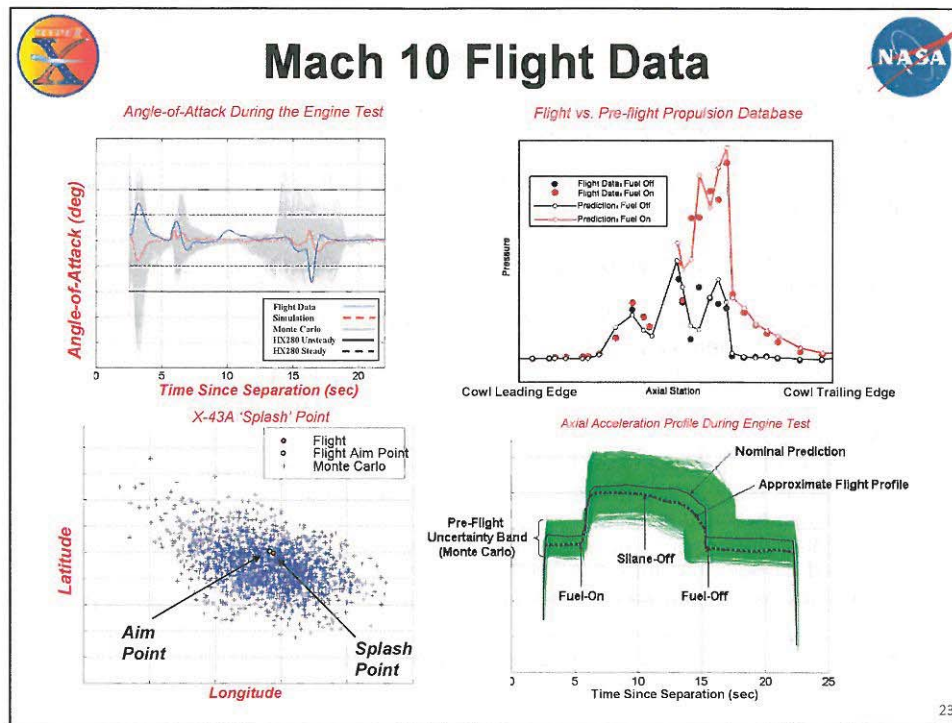 HYPER
X
Mach 10 Flight Data
NASA
Angle-of-Attack During the Engine Test
Angle-of-Attack (deg)
Flight Data
Simulation
Monte Carlo
HX280 Unsteady
HX280 Steady
0
5
10
15
20
Time Since Separation (sec)
Flight vs. Pre-flight Propulsion Database
Pressure
Flight Data: Fuel Off
Flight Data: Fuel On
Prediction: Fuel Off
Prediction: Fuel On
Cowl Leading Edge
Axial Station
Cowl Trailing Edge
X-43A 'Splash' Point
Latitude
Flight
Flight Aim Point
Monte Carlo
Aim
Point
Splash
Point
Longitude
Axial Acceleration Profile During Engine Test
Nominal Prediction
Approximate Flight Profile
Pre-Flight
Uncertainty Band
(Monte Carlo)
Silane-Off
Fuel-On
Fuel-Off
0
5
10
15
20
25
Time Since Separation (sec)
23